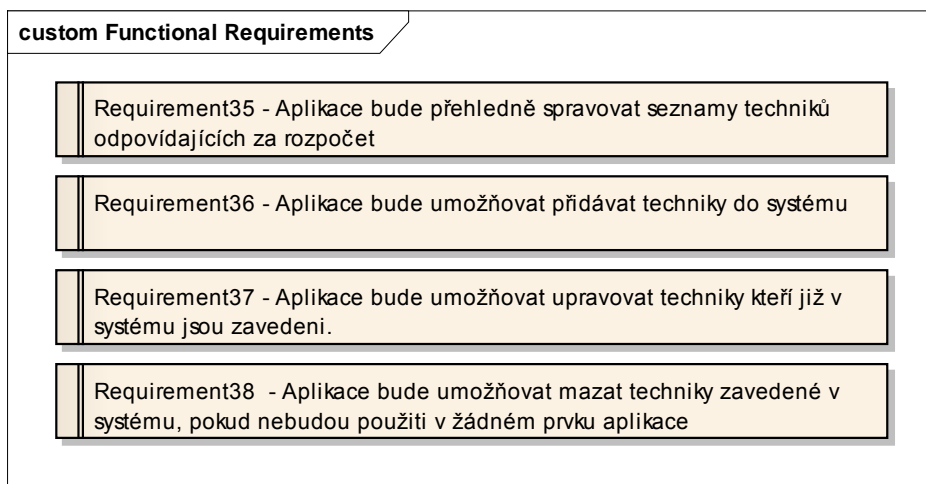 custom Functional Requirements
Requirement35 - Aplikace bude přehledně spravovat seznamy techniků
odpovídajících za rozpočet
Requirement36 - Aplikace bude umožňovat přidávat techniky do systému
Requirement37 - Aplikace bude umožňovat upravovat techniky kteří již v
systému jsou zavedeni.
Requirement38 - Aplikace bude umožňovat mazat techniky zavedené v
systému, pokud nebudou použiti v žádném prvku aplikace